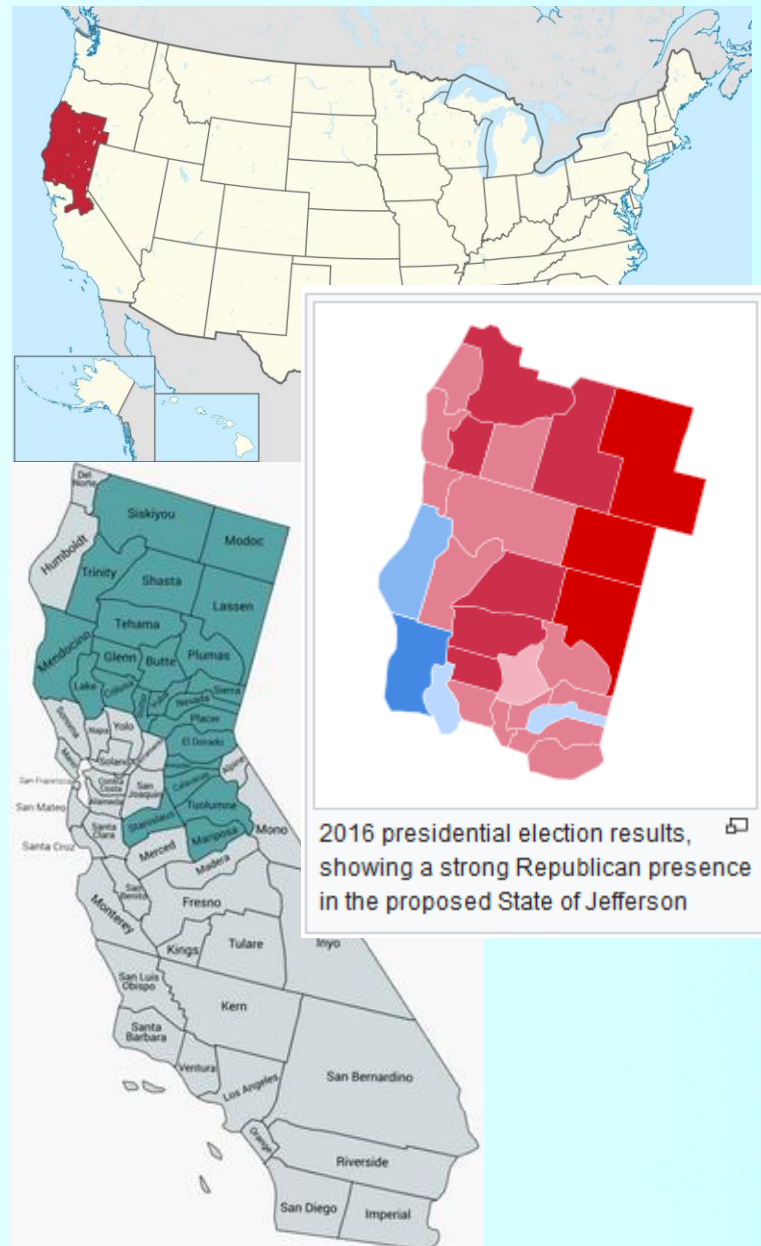 2016 presidential election results,
showing a strong Republican presence
in the proposed State of Jefferson
Del
Norte
Siskiyou
Modoc
Humboldt
Trinity
Shasta
Lassen
Tehama
Mendocino
Glenn
Butte
Plumas
Lake
Colusa
Sierra
Nevada
Placer
Sonoma
Napa
Yolo
El Dorado
Solano
Alpine
San Francisco
Contra
Costa
San
Joaquin
Calaveras
Tuolumne
Alameda
San Mateo
Santa
Clara
Stanislaus
Mariposa
Mono
Santa Cruz
Merced
Madera
San
Benito
Fresno
Monterey
Kings
Tulare
Inyo
San Luis
Obispo
Kern
Santa
Barbara
Ventura
Los Angeles
San Bernardino
Orange
Riverside
San Diego
Imperial